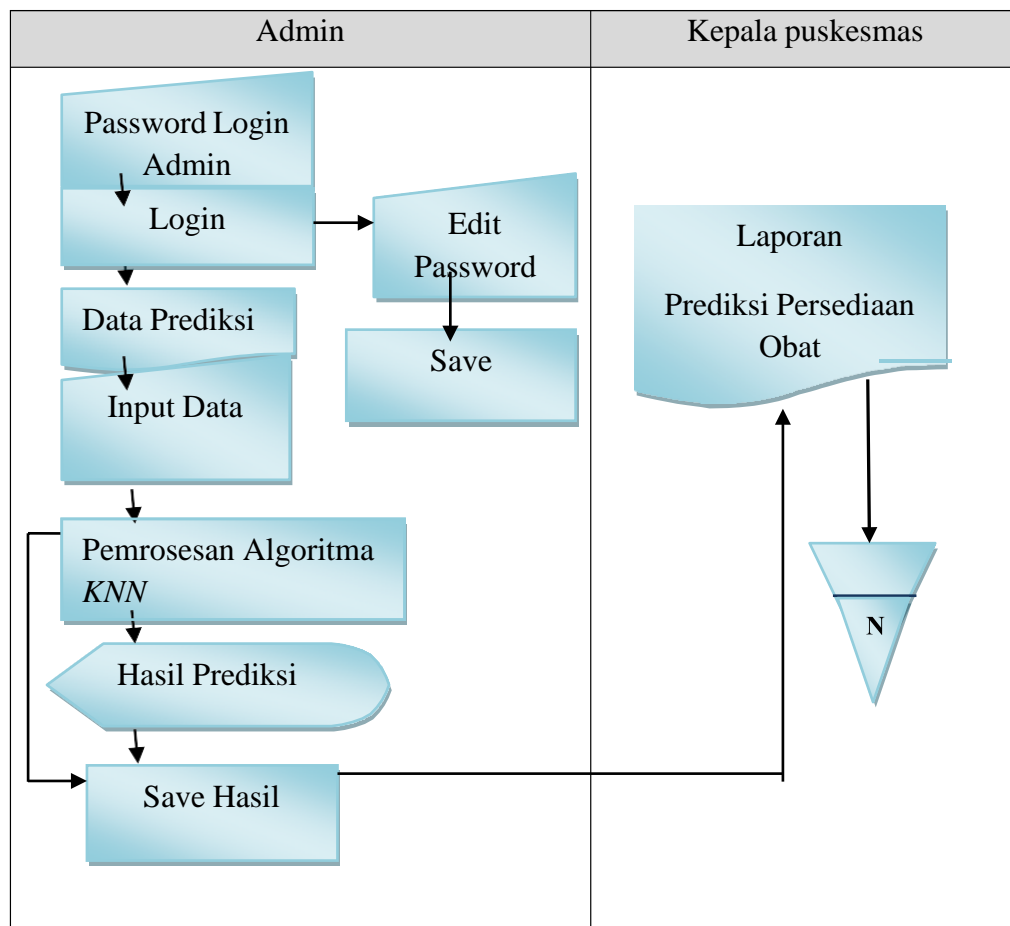 Admin
Kepala puskesmas
Password Login
Admin
Login
Edit
Password
Save
Data Prediksi
Input Data
Pemrosesan Algoritma
KNN
Hasil Prediksi
Save Hasil
Laporan
Prediksi Persediaan
Obat
N